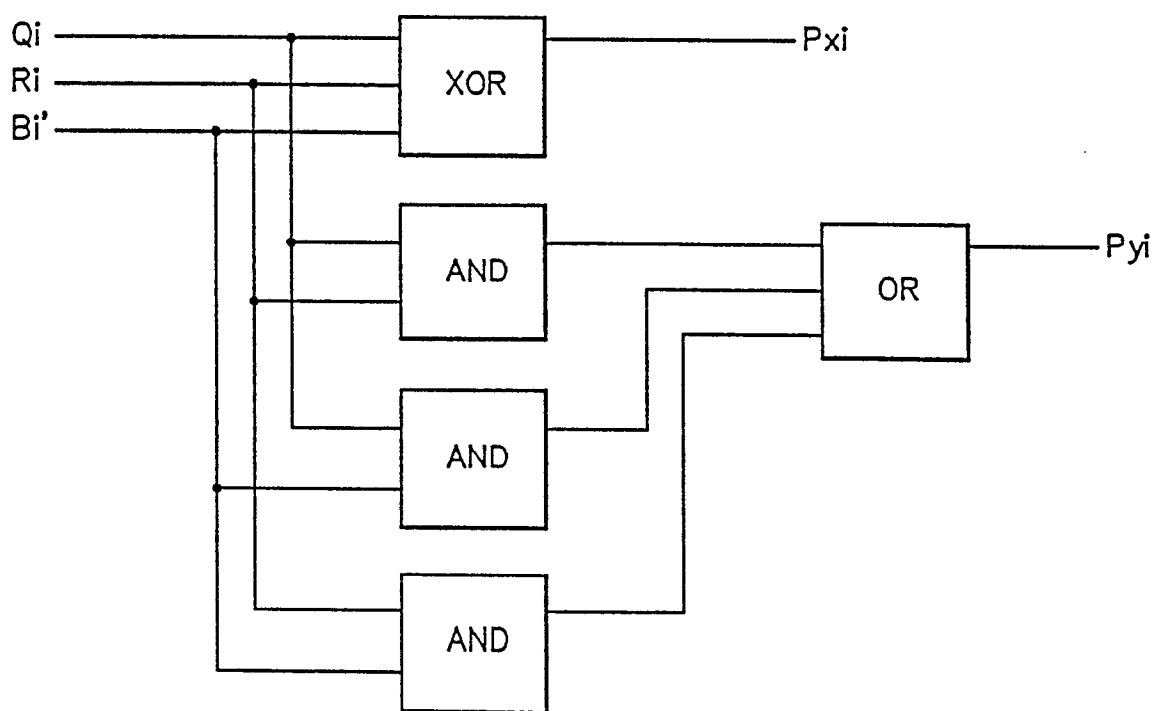 Qi
Ri
Bi'
XOR
Pxi
AND
OR
Pyi
AND
AND